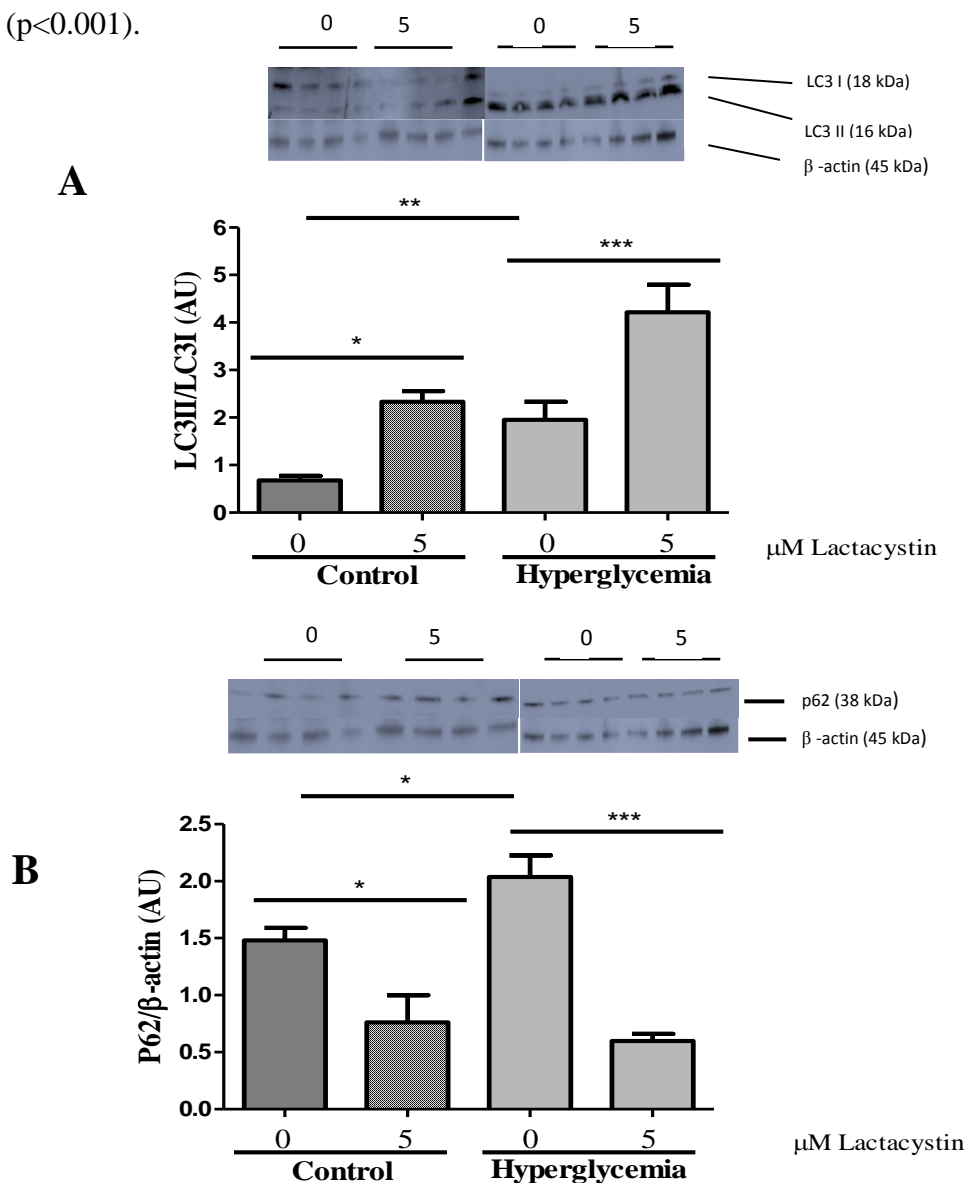 (p<0.001).
0 5 0 5
LC3 I (18 kDa)
LC3 II (16 kDa)
β -actin (45 kDa)
A
**
***
*
LC3II/LC3I (AU)
6
5
4
3
2
1
0
0 5 0 5
μM Lactacystin
Control Hyperglycemia
0 5 0 5
p62 (38 kDa)
β -actin (45 kDa)
*
***
*
B
P62/β-actin (AU)
2.5
2.0
1.5
1.0
0.5
0.0
0 5 0 5
μM Lactacystin
Control Hyperglycemia